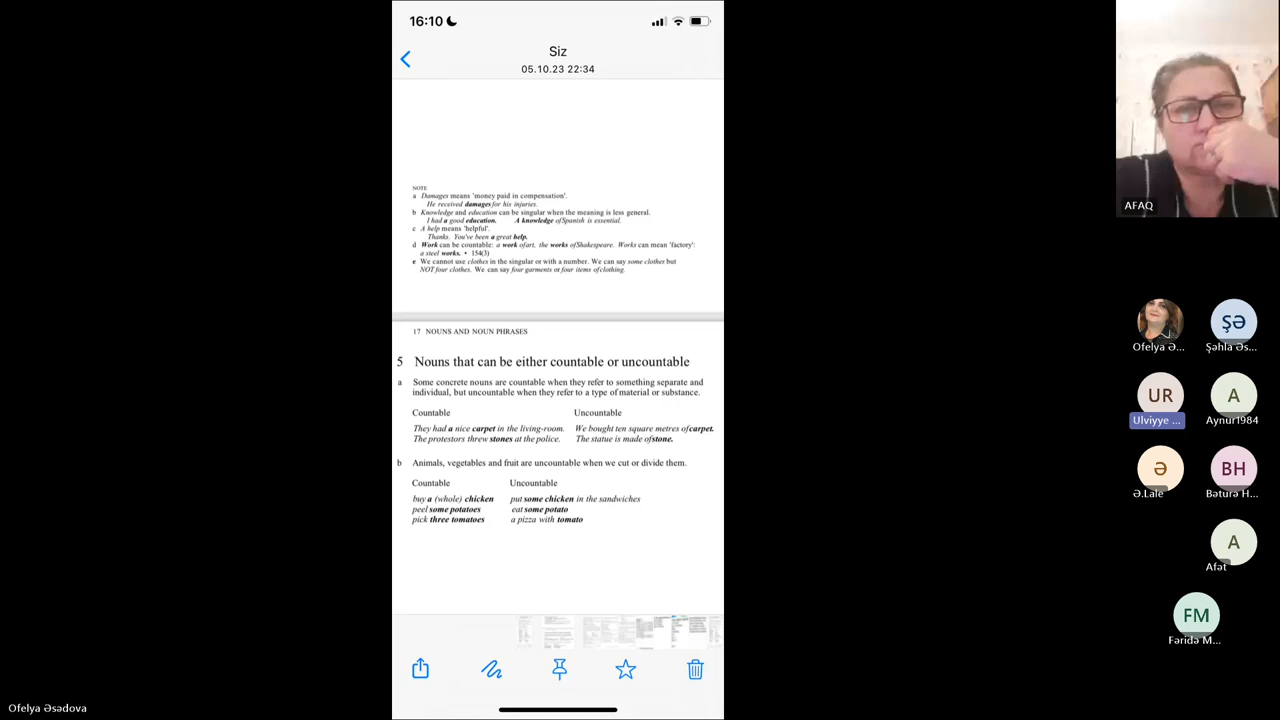 16:10
Siz
05.10.23 22:34
NOTE
a Damages means 'money paid in compensation'.
He received damages for his injuries.
b Knowledge and education can be singular when the meaning is less general.
I had a good education. A knowledge of Spanish is essential.
c A help means 'helpful'.
Thanks. You've been a great help.
d Work can be countable: a work of art, the works of Shakespeare. Works can mean 'factory':
a steel works. • 154(3)
e We cannot use clothes in the singular or with a number. We can say some clothes but
NOT four clothes. We can say four garments or four items of clothing.
17 NOUNS AND NOUN PHRASES
5 Nouns that can be either countable or uncountable
a Some concrete nouns are countable when they refer to something separate and
individual, but uncountable when they refer to a type of material or substance.
Countable Uncountable
They had a nice carpet in the living-room. We bought ten square metres of carpet.
The protestors threw stones at the police. The statue is made of stone.
b Animals, vegetables and fruit are uncountable when we cut or divide them.
Countable Uncountable
buy a (whole) chicken put some chicken in the sandwiches
peel some potatoes eat some potato
pick three tomatoes a pizza with tomato
AFAQ
Ofelya Ə...
ŞƏ
Şəhla Əs...
UR
Ulviyye ...
A
Aynur1984
Ə
Ə.Lale
BH
Bəturə H...
A
Afət
FM
Fəridə M...
Ofelya Əsədova